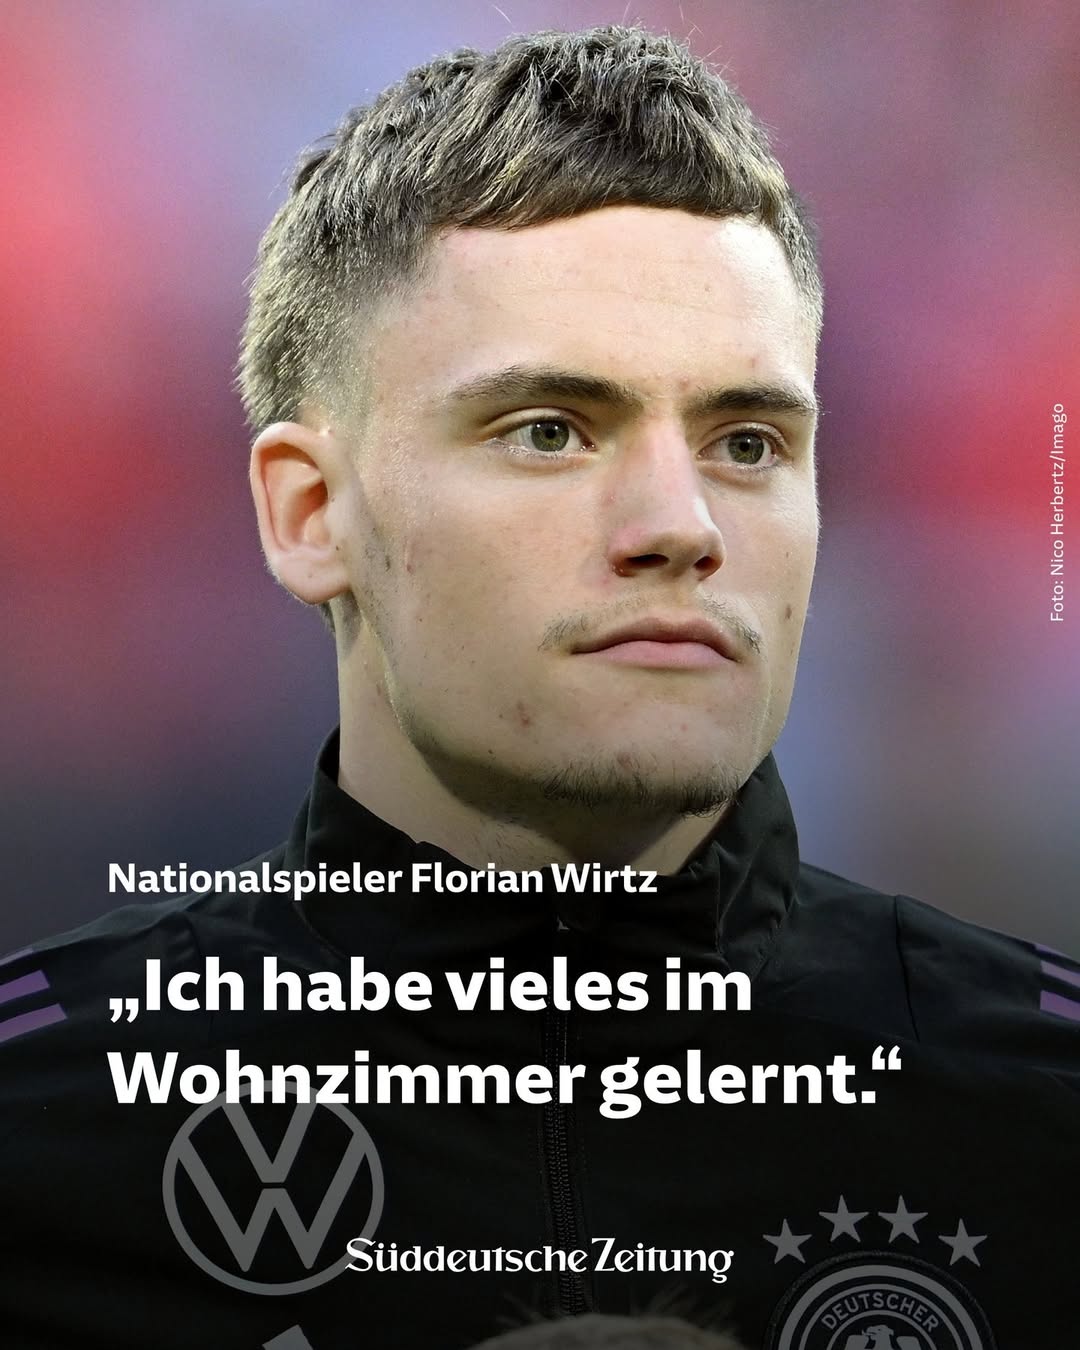 Foto: Nico Herbertz/Imago
Nationalspieler Florian Wirtz
„Ich habe vieles im
Wohnzimmer gelernt.“
Süddeutsche Zeitung
DEUTSCHER